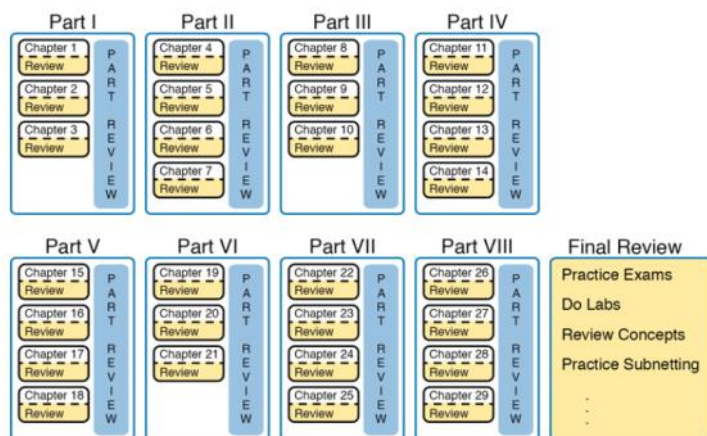 Part I
Chapter 1
Review
Chapter 2
Review
Chapter 3
Review
PART REVIEW
Part II
Chapter 4
Review
Chapter 5
Review
Chapter 6
Review
Chapter 7
Review
PART REVIEW
Part III
Chapter 8
Review
Chapter 9
Review
Chapter 10
Review
PART REVIEW
Part IV
Chapter 11
Review
Chapter 12
Review
Chapter 13
Review
Chapter 14
Review
PART REVIEW
Part V
Chapter 15
Review
Chapter 16
Review
Chapter 17
Review
Chapter 18
Review
PART REVIEW
Part VI
Chapter 19
Review
Chapter 20
Review
Chapter 21
Review
PART REVIEW
Part VII
Chapter 22
Review
Chapter 23
Review
Chapter 24
Review
Chapter 25
Review
PART REVIEW
Part VIII
Chapter 26
Review
Chapter 27
Review
Chapter 28
Review
Chapter 29
Review
PART REVIEW
Final Review
Practice Exams
Do Labs
Review Concepts
Practice Subnetting
.
.
.